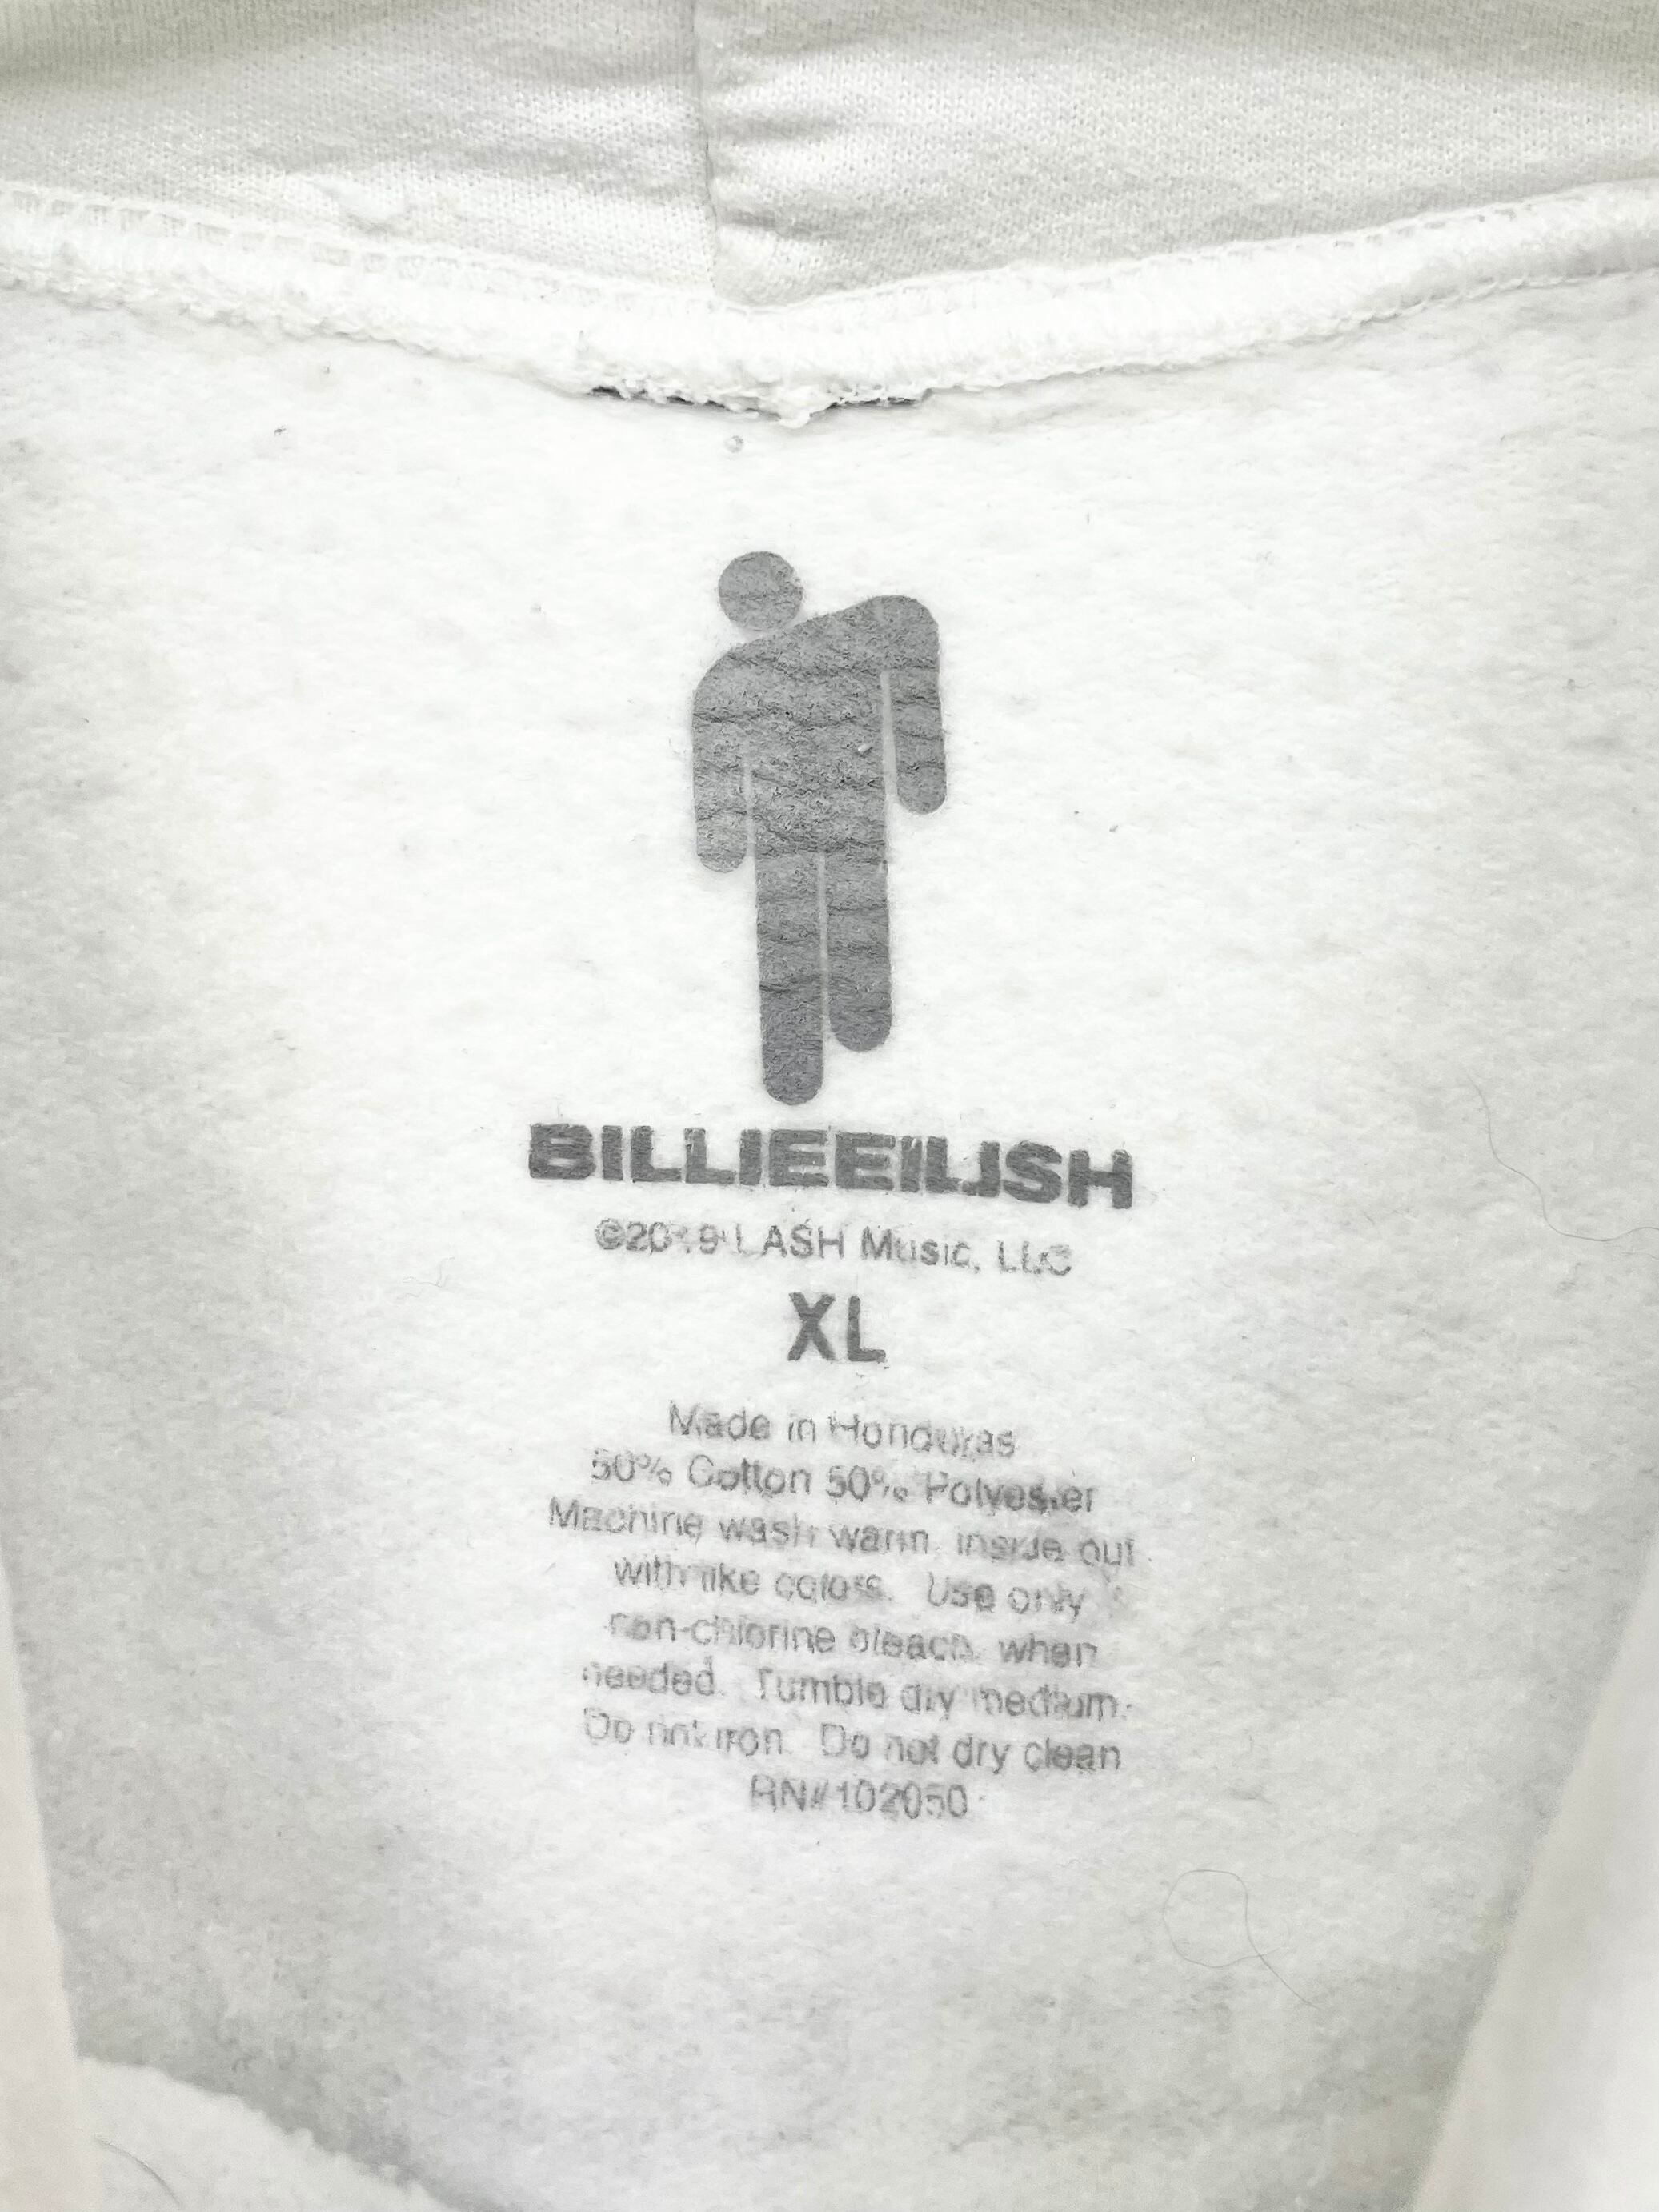 BILLIEEILISH
©2019 LASH Music, LLC
XL
Made in Honduras
50% Cotton 50% Polyester
Machine wash warm, inside out
with like colors. Use only
non-chlorine bleach, when
needed. Tumble dry medium.
Do not iron. Do not dry clean
RN#102050